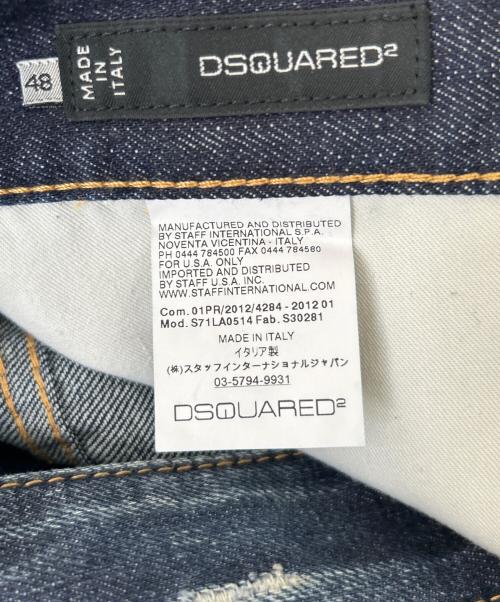 48
MADE
IN
ITALY
DSQUARED²
MANUFACTURED AND DISTRIBUTED
BY STAFF INTERNATIONAL S.P.A.
NOVENTA VICENTINA - ITALY
PH 0444 784500 FAX 0444 784580
FOR U.S.A. ONLY
IMPORTED AND DISTRIBUTED
BY STAFF U.S.A. INC.
WWW.STAFFINTERNATIONAL.COM
Com. 01PR/2012/4284 - 2012 01
Mod. S71LA0514 Fab. S30281
MADE IN ITALY
イタリア製
(株)スタッフインターナショナルジャパン
03-5794-9931
DSQUARED²